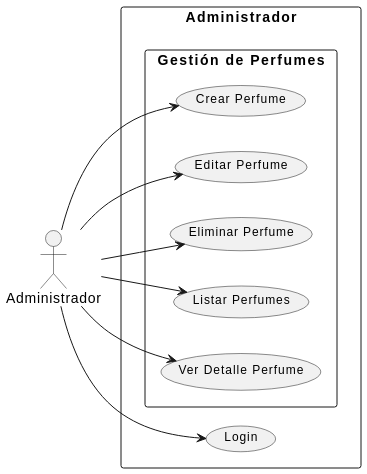 Administrador
Gestión de Perfumes
Crear Perfume
Editar Perfume
Eliminar Perfume
Listar Perfumes
Administrador
Ver Detalle Perfume
Login